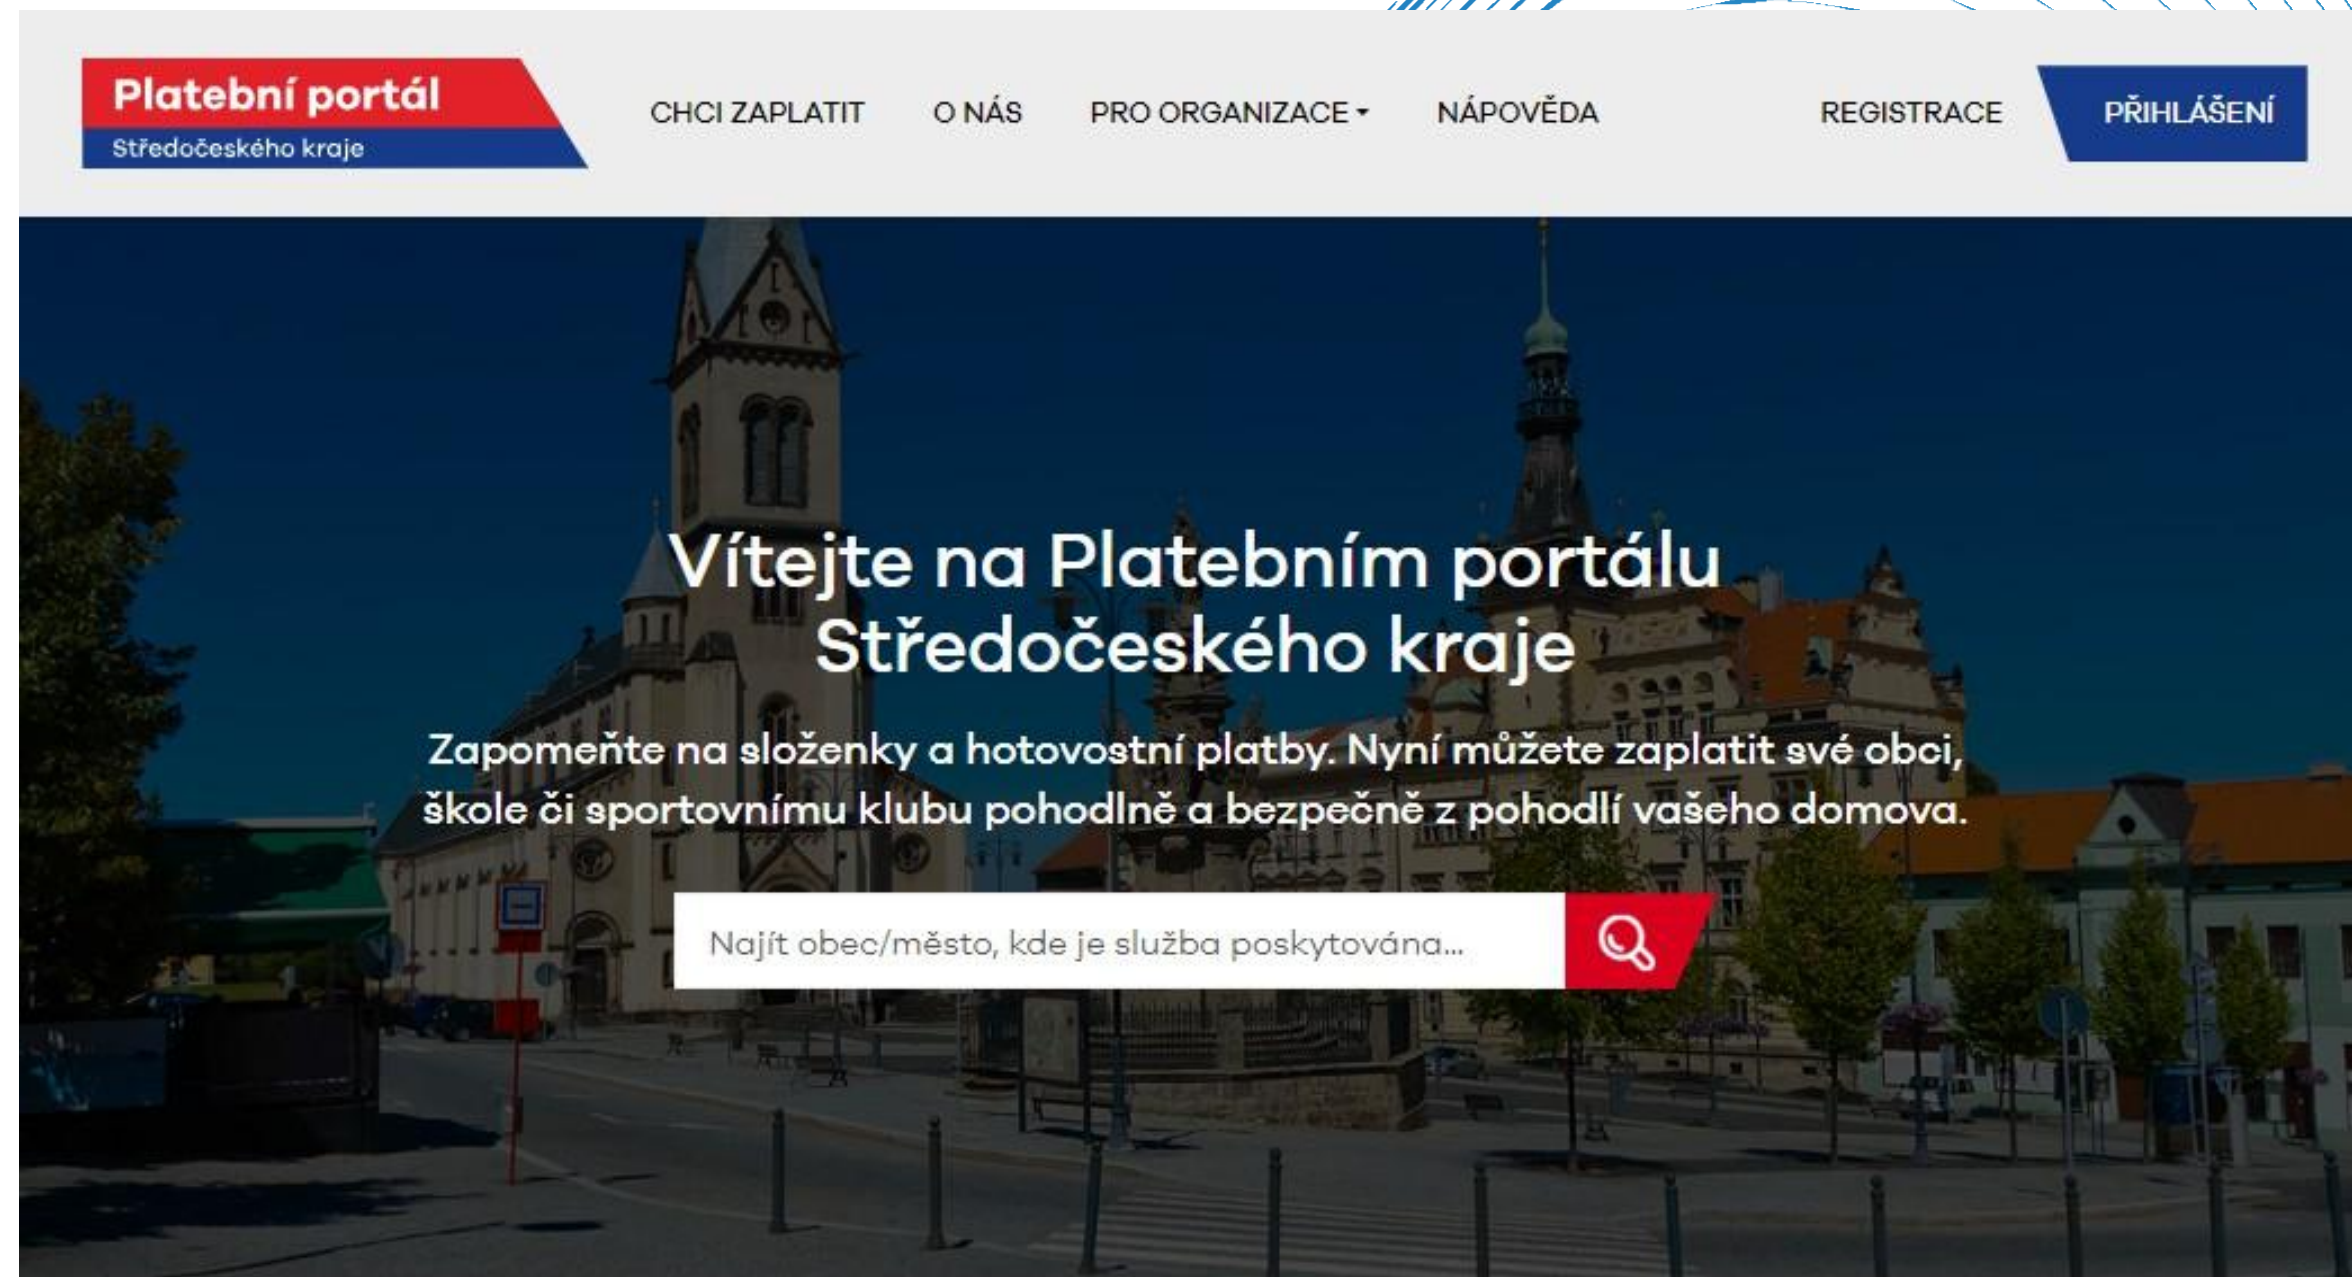 Platební portál
Středočeského kraje
CHCI ZAPLATIT
O NÁS
PRO ORGANIZACE
NÁPOVĚDA
REGISTRACE
PŘIHLÁŠENÍ
Vítejte na Platebním portálu
Středočeského kraje
Zapomeňte na složenky a hotovostní platby. Nyní můžete zaplatit své obci,
škole či sportovnímu klubu pohodlně a bezpečně z pohodlí vašeho domova.
Najít obec/město, kde je služba poskytována...